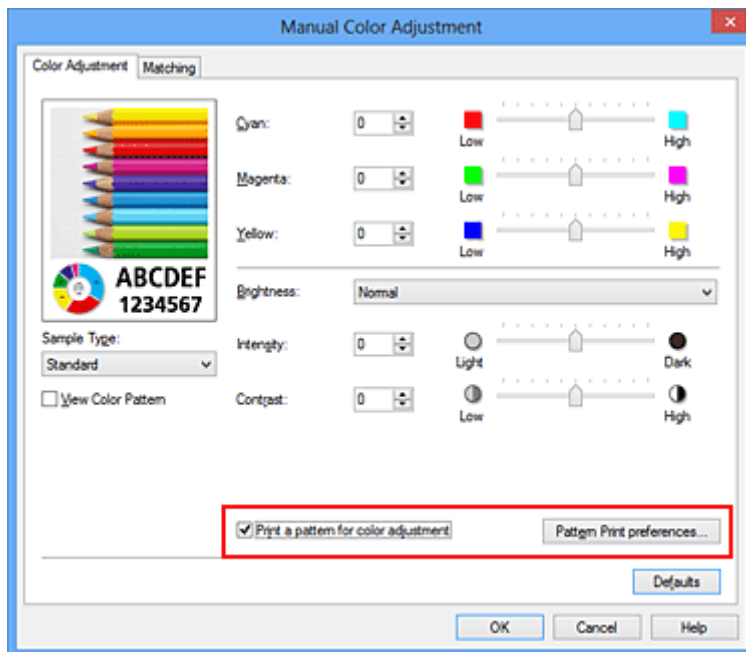 Manual Color Adjustment
Color Adjustment Matching
Cyan: 0 Low High
Magenta: 0 Low High
Yellow: 0 Low High
ABCDEF
1234567
Brightness: Normal
Sample Type:
Standard
Intensity: 0 Light Dark
View Color Pattern
Contrast: 0 Low High
Print a pattern for color adjustment Pattern Print preferences...
Defaults
OK Cancel Help